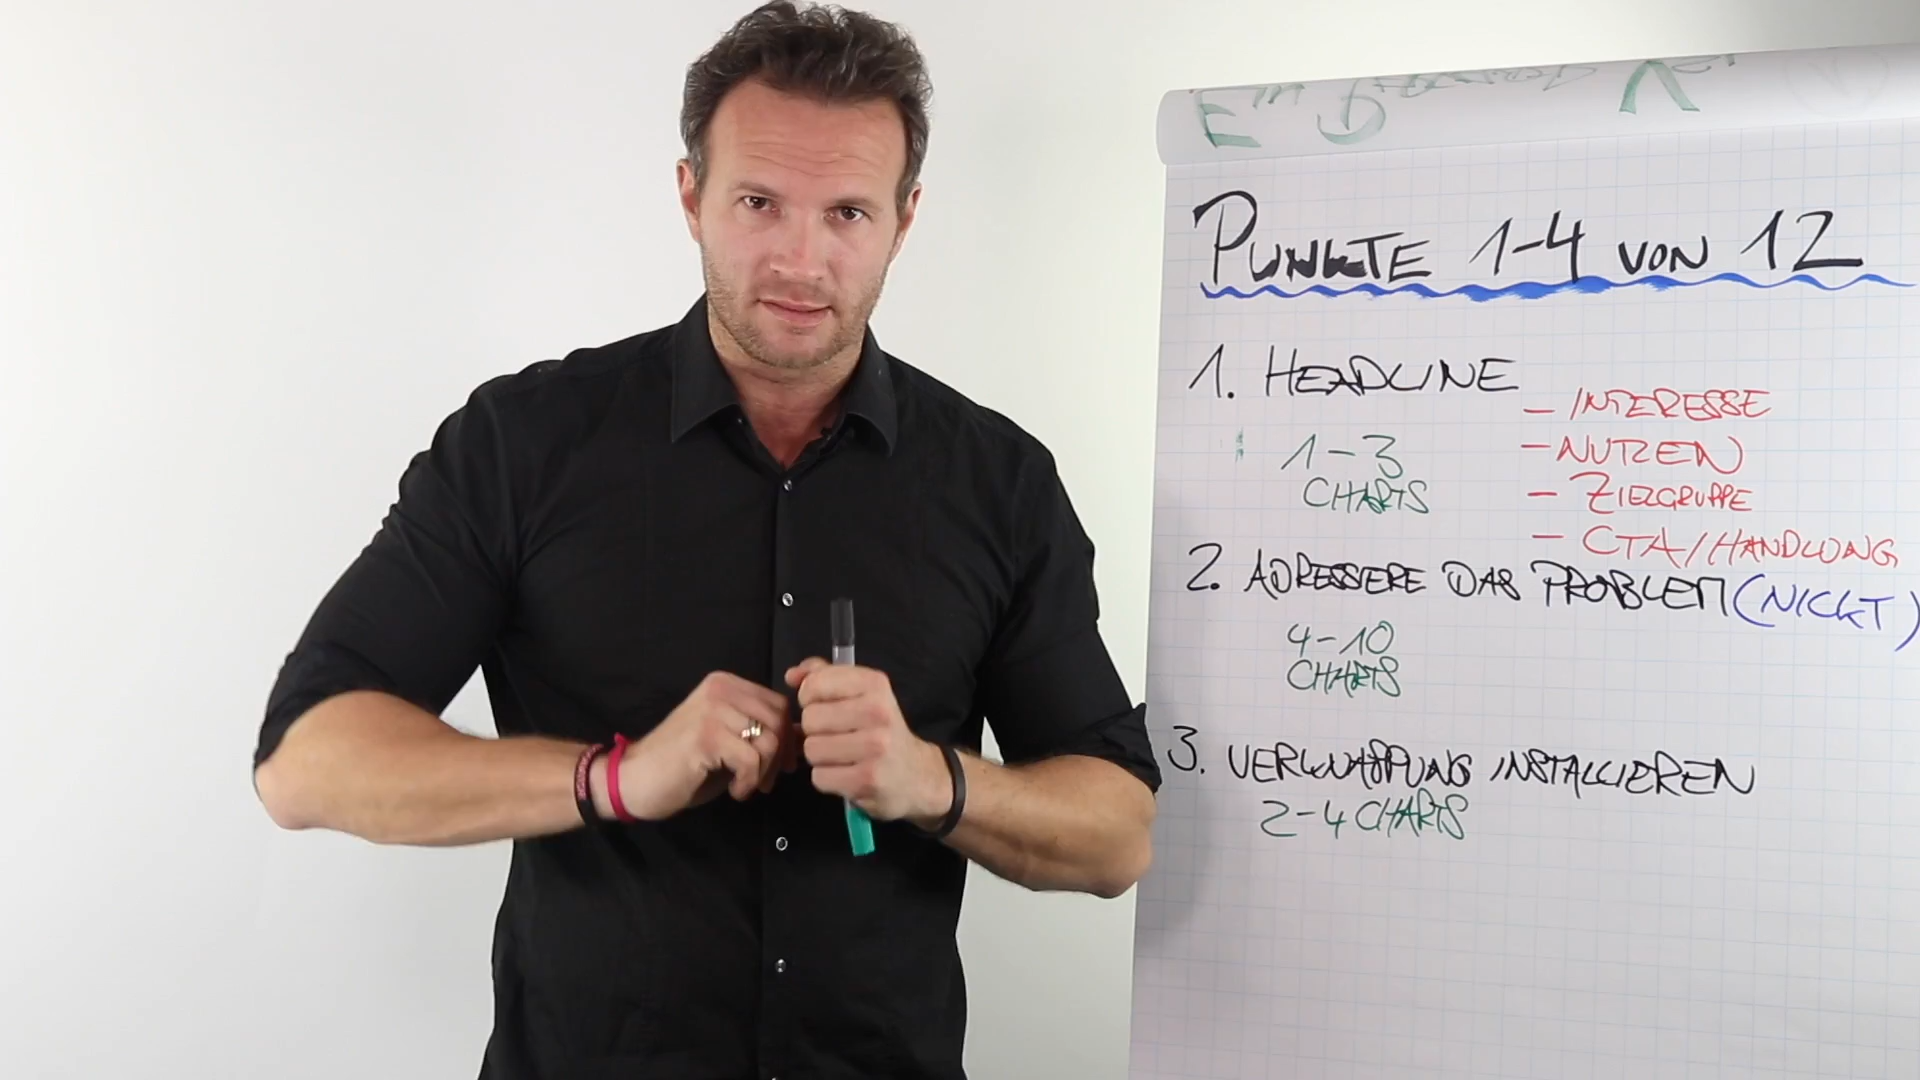 PUNKTE 1-4 VON 12
1. HEADLINE
- INTERESSE
1-3
CHARTS
- NUTZEN
- ZIELGRUPPE
- CTA/HANDLUNG
2. ADRESSIERE DAS PROBLEM (NICKT)
4-10
CHARTS
3. VERKNAPPUNG INSTALLIEREN
2-4 CHARTS